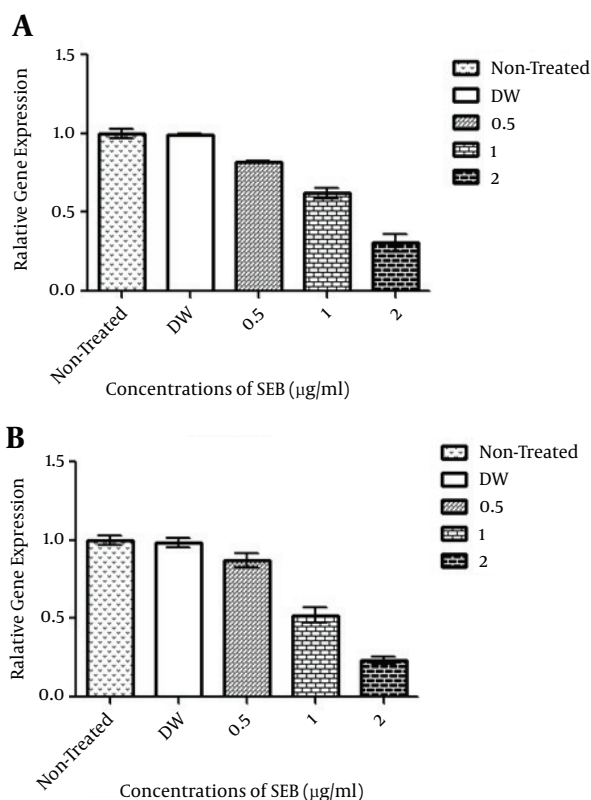 A
1.5
1.0
0.5
0.0
Ralative Gene Expression
Non-Treated
DW
0.5
1
2
Concentrations of SEB (µg/ml)
Non-Treated
DW
0.5
1
2
B
1.5
1.0
0.5
0.0
Ralative Gene Expression
Non-Treated
DW
0.5
1
2
Concentrations of SEB (µg/ml)
Non-Treated
DW
0.5
1
2